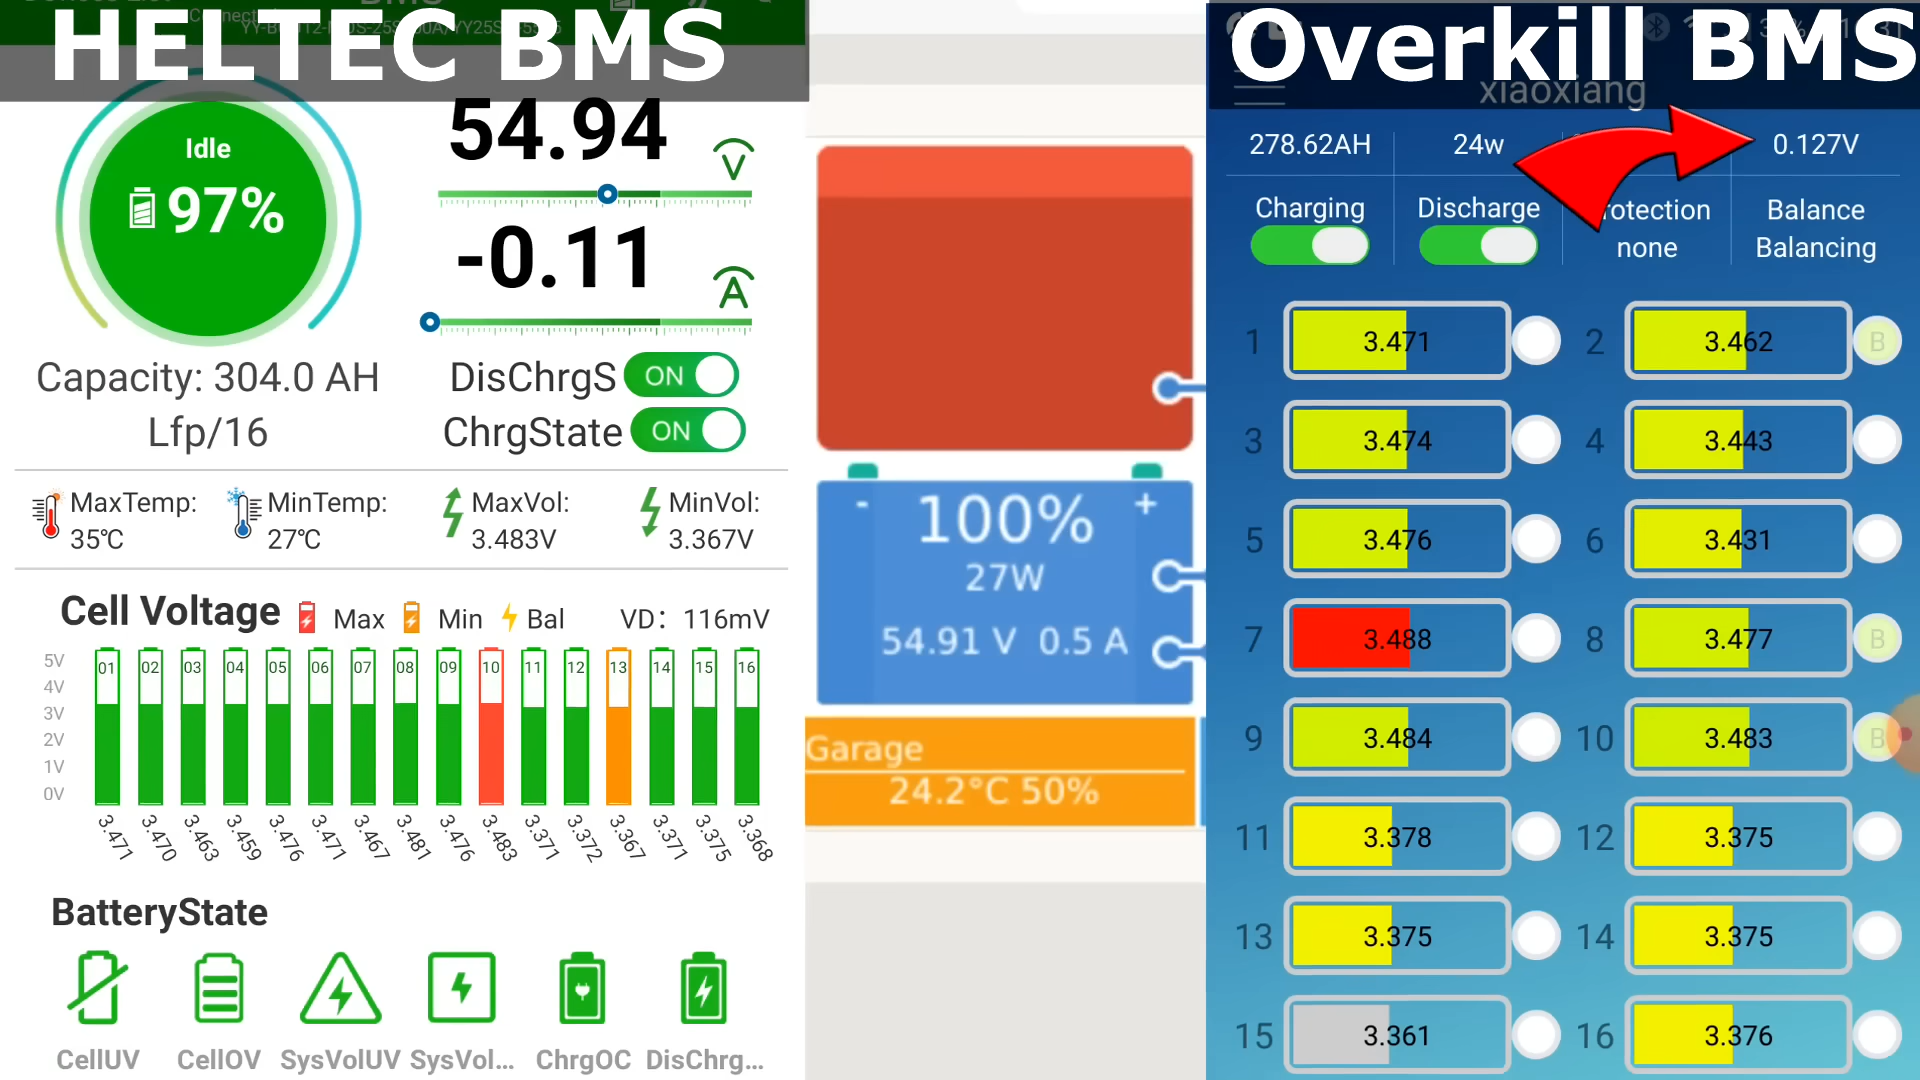 HELTEC BMS
Idle
97%
54.94 V
-0.11 A
Capacity: 304.0 AH
Lfp/16
DisChrgS ON
ChrgState ON
MaxTemp: 35℃
MinTemp: 27℃
MaxVol: 3.483V
MinVol: 3.367V
Cell Voltage Max Min Bal VD: 116mV
5V
4V
3V
2V
1V
0V
01 02 03 04 05 06 07 08 09 10 11 12 13 14 15 16
3.471 3.470 3.463 3.459 3.476 3.471 3.467 3.481 3.476 3.483 3.371 3.372 3.367 3.371 3.375 3.368
BatteryState
CellUV CellOV SysVolUV SysVol... ChrgOC DisChrg...
- 100% +
27W
54.91 V 0.5 A
Garage
24.2°C 50%
Overkill BMS
xiaoxiang
278.62AH 24w 0.127V
Charging Discharge rotection Balance
none Balancing
1 3.471 2 3.462 B
3 3.474 4 3.443
5 3.476 6 3.431
7 3.488 8 3.477 B
9 3.484 10 3.483 B
11 3.378 12 3.375
13 3.375 14 3.375
15 3.361 16 3.376